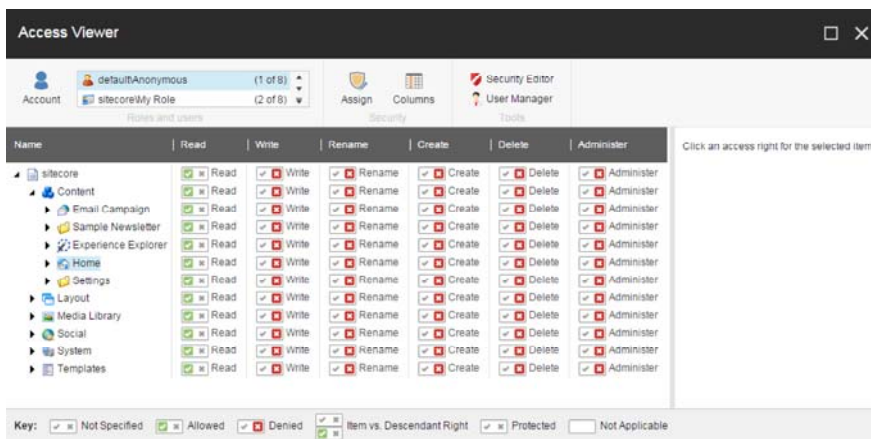 Access Viewer
default\Anonymous (1 of 8)
sitecore\My Role (2 of 8)
Account
Roles and users
Assign Columns
Security
Security Editor
User Manager
Tools
Name Read Write Rename Create Delete Administer
Click an access right for the selected item
sitecore Read Write Rename Create Delete Administer
Content Read Write Rename Create Delete Administer
Email Campaign Read Write Rename Create Delete Administer
Sample Newsletter Read Write Rename Create Delete Administer
Experience Explorer Read Write Rename Create Delete Administer
Home Read Write Rename Create Delete Administer
Settings Read Write Rename Create Delete Administer
Layout Read Write Rename Create Delete Administer
Media Library Read Write Rename Create Delete Administer
Social Read Write Rename Create Delete Administer
System Read Write Rename Create Delete Administer
Templates Read Write Rename Create Delete Administer
Key: Not Specified Allowed Denied Item vs. Descendant Right Protected Not Applicable